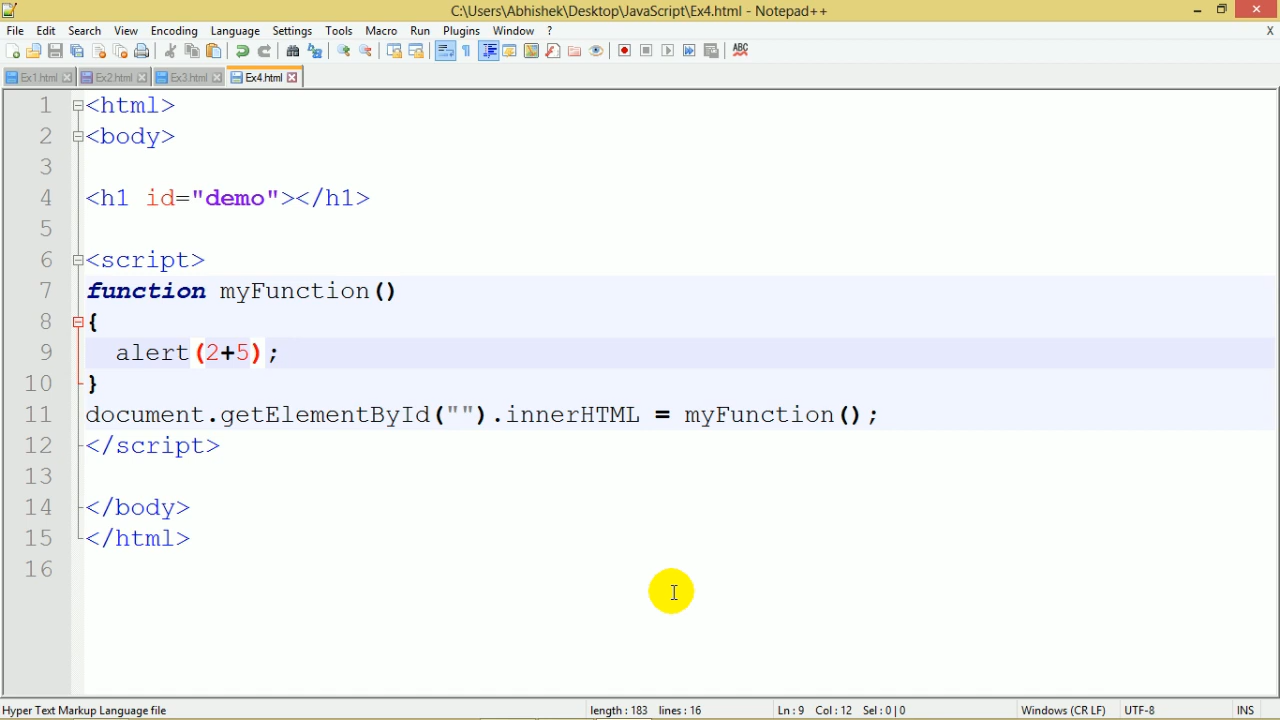 C:\Users\Abhishek\Desktop\JavaScript\Ex4.html - Notepad++
File Edit Search View Encoding Language Settings Tools Macro Run Plugins Window ? X
ABC
Ex1.html Ex2.html Ex3.html Ex4.html
1 <html>
2 <body>
3
4 <h1 id="demo"></h1>
5
6 <script>
7 function myFunction()
8 {
9 alert(2+5);
10 }
11 document.getElementById("").innerHTML = myFunction();
12 </script>
13
14 </body>
15 </html>
16
Hyper Text Markup Language file length : 183 lines : 16 Ln : 9 Col : 12 Sel : 0 | 0 Windows (CR LF) UTF-8 INS